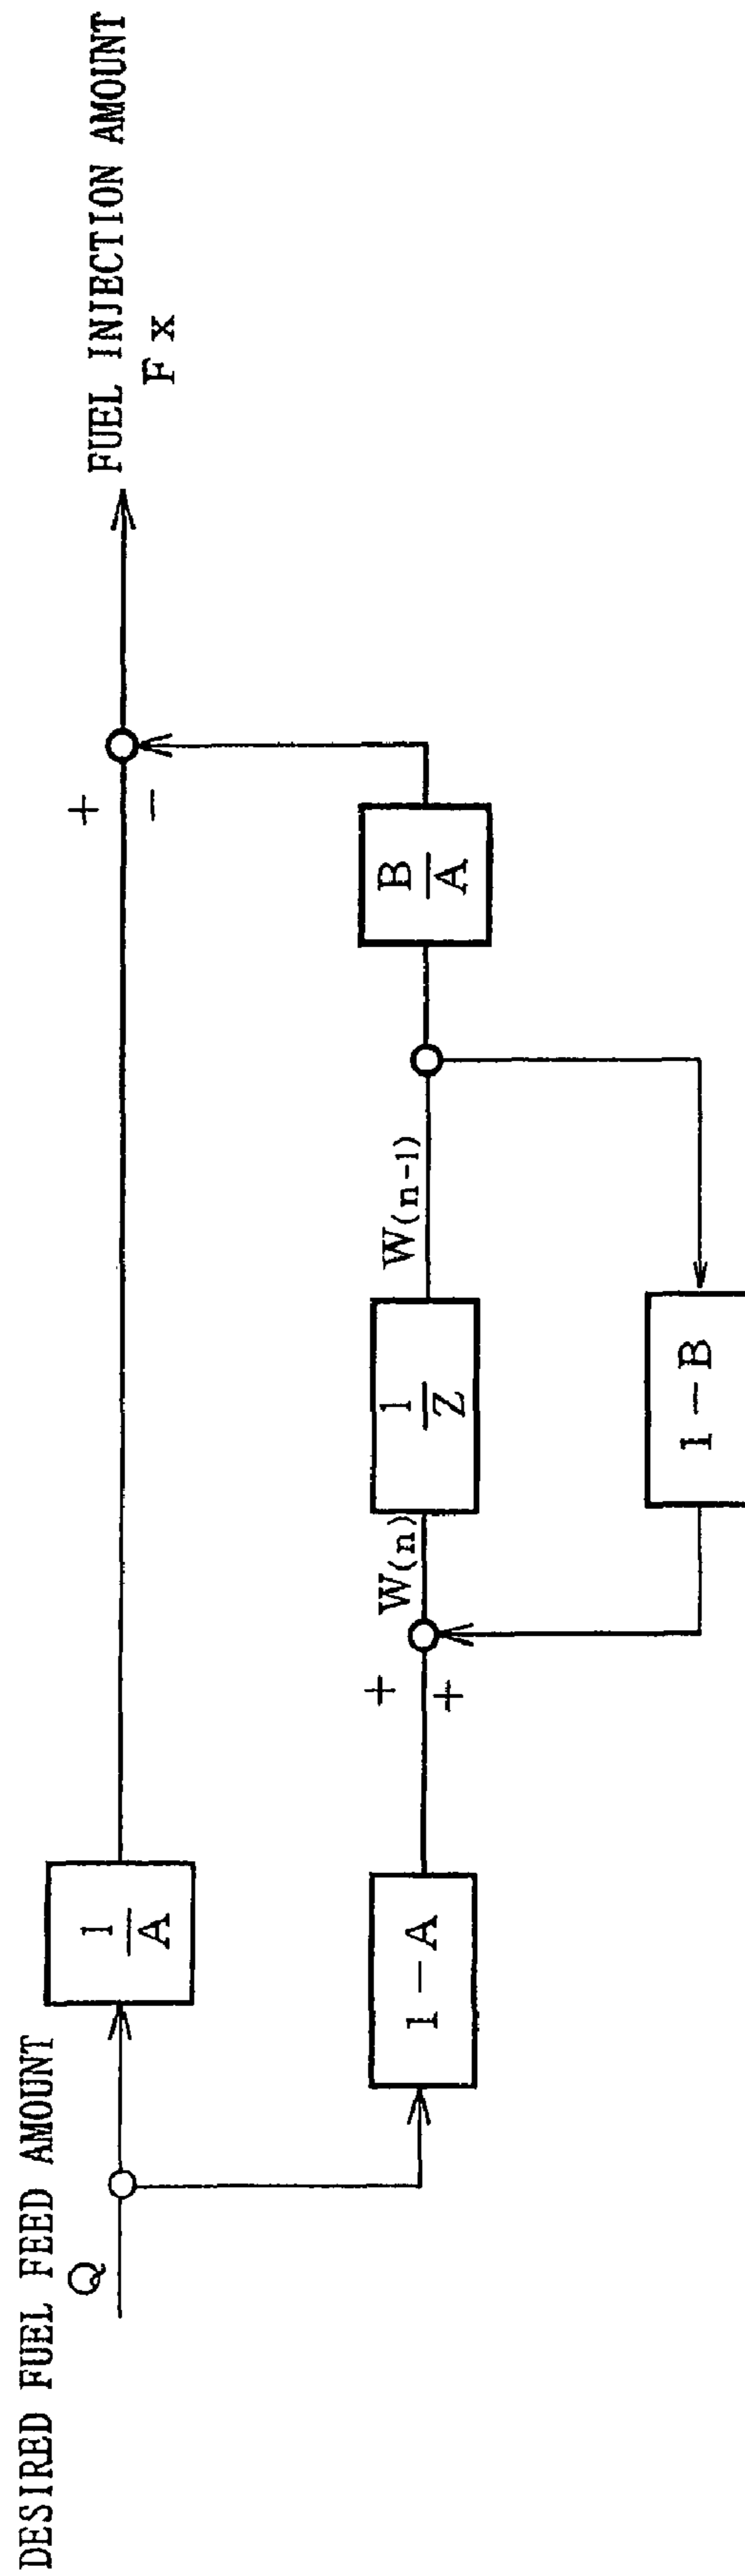 DESIRED FUEL FEED AMOUNT
Q
1
A
+
-
FUEL INJECTION AMOUNT
Fx
1-A
+
+
W(n)
1
Z
W(n-1)
B
A
1-B